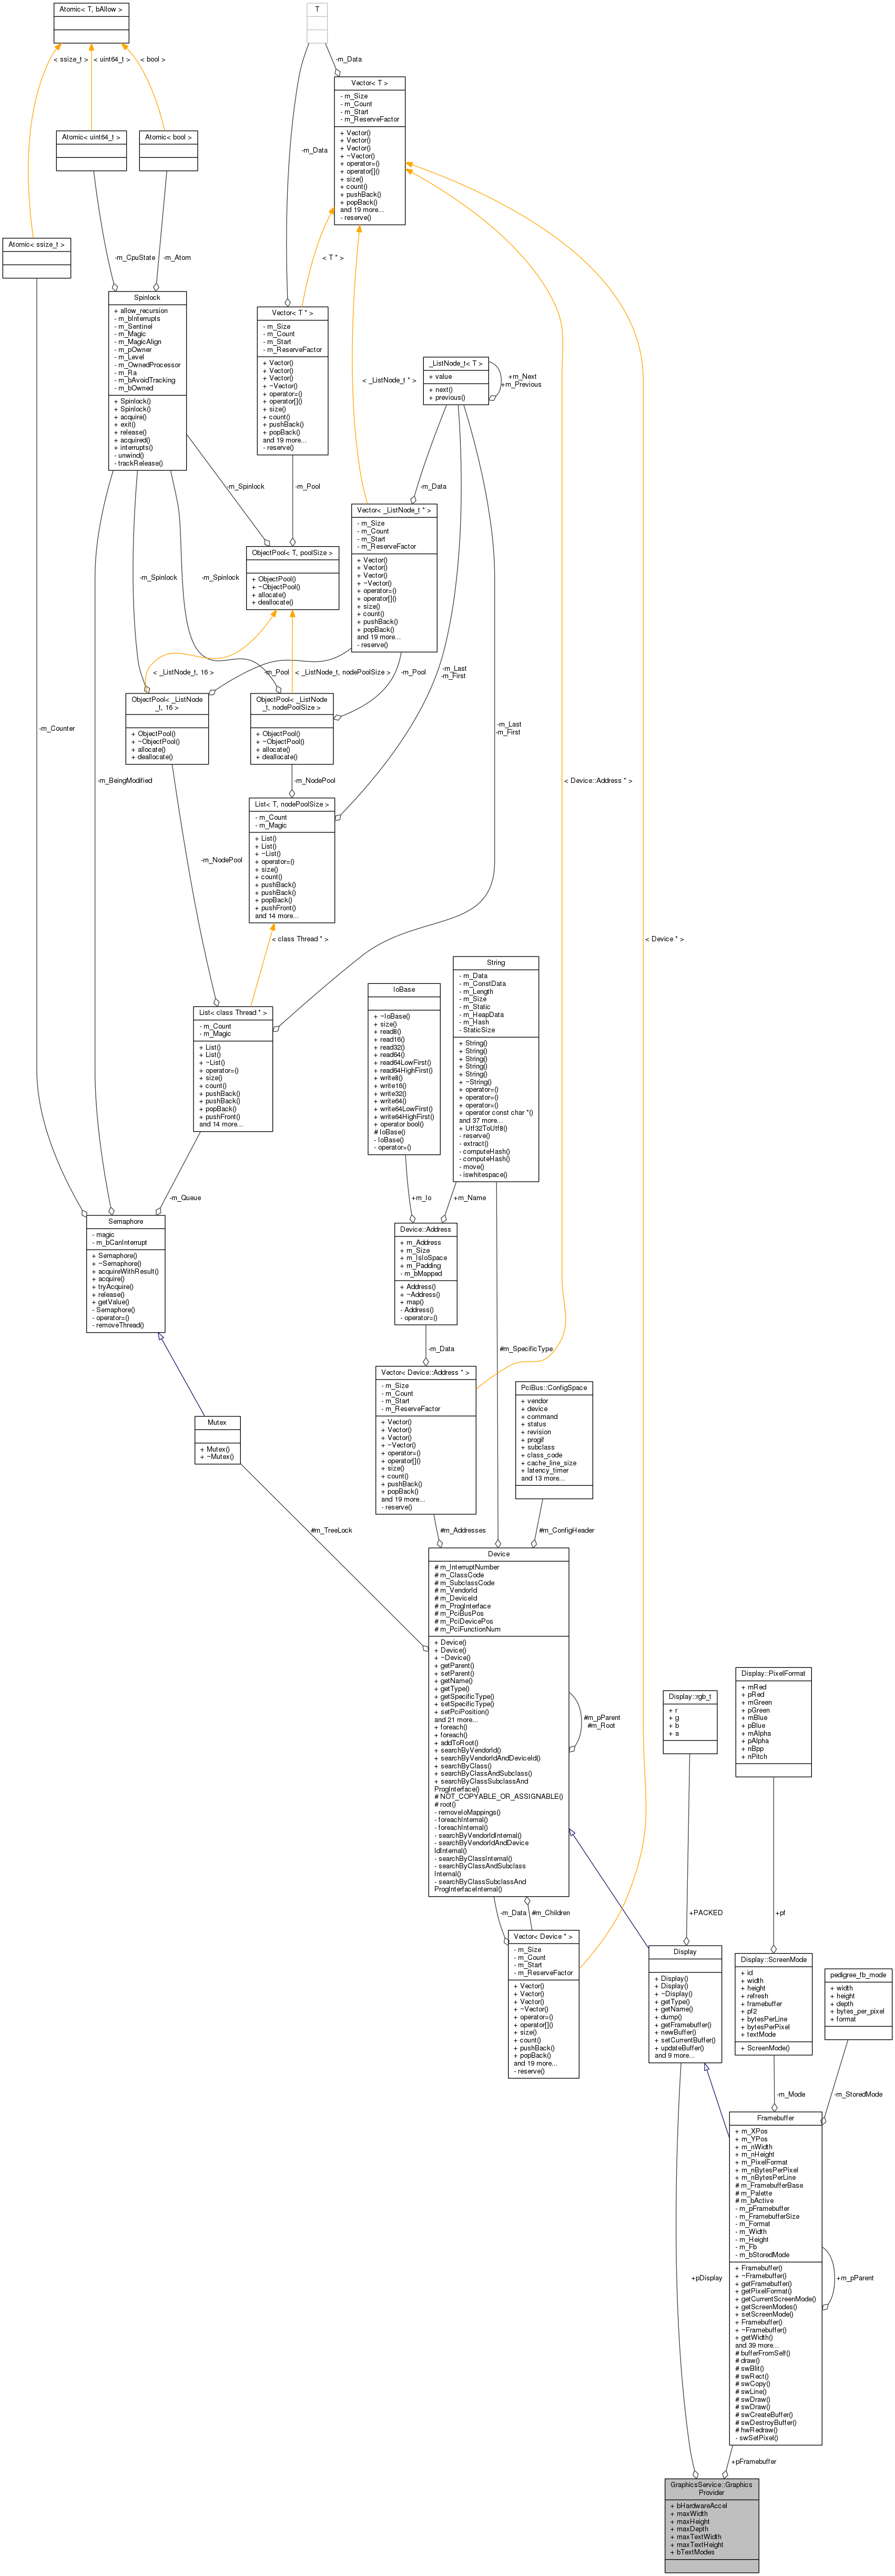 Atomic< T, bAllow >
T
< ssize_t >
< uint64_t >
< bool >
-m_Data
Vector< T >
- m_Size
- m_Count
- m_Start
- m_ReserveFactor
+ Vector()
+ Vector()
+ Vector()
+ ~Vector()
+ operator=()
+ operator[]()
+ size()
+ count()
+ pushBack()
+ popBack()
and 19 more...
- reserve()
Atomic< uint64_t >
Atomic< bool >
-m_Data
Atomic< ssize_t >
-m_CpuState
-m_Atom
< T * >
Spinlock
+ allow_recursion
- m_bInterrupts
- m_Sentinel
- m_Magic
- m_MagicAlign
- m_pOwner
- m_Level
- m_OwnedProcessor
- m_Ra
- m_bAvoidTracking
- m_bOwned
+ Spinlock()
+ Spinlock()
+ acquire()
+ exit()
+ release()
+ acquired()
+ interrupts()
- unwind()
- trackRelease()
Vector< T * >
- m_Size
- m_Count
- m_Start
- m_ReserveFactor
+ Vector()
+ Vector()
+ Vector()
+ ~Vector()
+ operator=()
+ operator[]()
+ size()
+ count()
+ pushBack()
+ popBack()
and 19 more...
- reserve()
_ListNode_t< T >
+ value
+ next()
+ previous()
+m_Next
+m_Previous
< _ListNode_t * >
-m_Spinlock
-m_Pool
-m_Data
Vector< _ListNode_t * >
- m_Size
- m_Count
- m_Start
- m_ReserveFactor
+ Vector()
+ Vector()
+ Vector()
+ ~Vector()
+ operator=()
+ operator[]()
+ size()
+ count()
+ pushBack()
+ popBack()
and 19 more...
- reserve()
ObjectPool< T, poolSize >
+ ObjectPool()
+ ~ObjectPool()
+ allocate()
+ deallocate()
-m_Spinlock
-m_Spinlock
< _ListNode_t, 16 >
-m_Pool
< _ListNode_t, nodePoolSize >
-m_Pool
-m_Last
-m_First
ObjectPool< _ListNode
_t, 16 >
+ ObjectPool()
+ ~ObjectPool()
+ allocate()
+ deallocate()
ObjectPool< _ListNode
_t, nodePoolSize >
+ ObjectPool()
+ ~ObjectPool()
+ allocate()
+ deallocate()
-m_Counter
-m_Last
-m_First
-m_BeingModified
-m_NodePool
< Device::Address * >
List< T, nodePoolSize >
- m_Count
- m_Magic
+ List()
+ List()
+ ~List()
+ operator=()
+ size()
+ count()
+ pushBack()
+ pushBack()
+ popBack()
+ pushFront()
and 14 more...
-m_NodePool
< class Thread * >
< Device * >
List< class Thread * >
- m_Count
- m_Magic
+ List()
+ List()
+ ~List()
+ operator=()
+ size()
+ count()
+ pushBack()
+ pushBack()
+ popBack()
+ pushFront()
and 14 more...
IoBase
+ ~IoBase()
+ size()
+ read8()
+ read16()
+ read32()
+ read64()
+ read64LowFirst()
+ read64HighFirst()
+ write8()
+ write16()
+ write32()
+ write64()
+ write64LowFirst()
+ write64HighFirst()
+ operator bool()
# IoBase()
- IoBase()
- operator=()
String
- m_Data
- m_ConstData
- m_Length
- m_Size
- m_Static
- m_HeapData
- m_Hash
- StaticSize
+ String()
+ String()
+ String()
+ String()
+ String()
+ ~String()
+ operator=()
+ operator=()
+ operator=()
+ operator const char *()
and 37 more...
+ Utf32ToUtf8()
- reserve()
- extract()
- computeHash()
- computeHash()
- move()
- iswhitespace()
-m_Queue
+m_Io
+m_Name
Semaphore
- magic
- m_bCanInterrupt
+ Semaphore()
+ ~Semaphore()
+ acquireWithResult()
+ acquire()
+ tryAcquire()
+ release()
+ getValue()
- Semaphore()
- operator=()
- removeThread()
Device::Address
+ m_Address
+ m_Size
+ m_IsIoSpace
+ m_Padding
- m_bMapped
+ Address()
+ ~Address()
+ map()
- Address()
- operator=()
-m_Data
#m_SpecificType
Vector< Device::Address * >
- m_Size
- m_Count
- m_Start
- m_ReserveFactor
+ Vector()
+ Vector()
+ Vector()
+ ~Vector()
+ operator=()
+ operator[]()
+ size()
+ count()
+ pushBack()
+ popBack()
and 19 more...
- reserve()
PciBus::ConfigSpace
+ vendor
+ device
+ command
+ status
+ revision
+ progif
+ subclass
+ class_code
+ cache_line_size
+ latency_timer
and 13 more...
Mutex
+ Mutex()
+ ~Mutex()
#m_TreeLock
#m_Addresses
#m_ConfigHeader
Device
# m_InterruptNumber
# m_ClassCode
# m_SubclassCode
# m_VendorId
# m_DeviceId
# m_ProgInterface
# m_PciBusPos
# m_PciDevicePos
# m_PciFunctionNum
+ Device()
+ Device()
+ ~Device()
+ getParent()
+ setParent()
+ getName()
+ getType()
+ getSpecificType()
+ setSpecificType()
+ setPciPosition()
and 21 more...
+ foreach()
+ foreach()
+ addToRoot()
+ searchByVendorId()
+ searchByVendorIdAndDeviceId()
+ searchByClass()
+ searchByClassAndSubclass()
+ searchByClassSubclassAnd
ProgInterface()
# NOT_COPYABLE_OR_ASSIGNABLE()
# root()
- removeIoMappings()
- foreachInternal()
- foreachInternal()
- searchByVendorIdInternal()
- searchByVendorIdAndDevice
IdInternal()
- searchByClassInternal()
- searchByClassAndSubclass
Internal()
- searchByClassSubclassAnd
ProgInterfaceInternal()
#m_pParent
#m_Root
Display::rgb_t
+ r
+ g
+ b
+ a
Display::PixelFormat
+ mRed
+ pRed
+ mGreen
+ pGreen
+ mBlue
+ pBlue
+ mAlpha
+ pAlpha
+ nBpp
+ nPitch
-m_Data
#m_Children
+PACKED
+pf
Vector< Device * >
- m_Size
- m_Count
- m_Start
- m_ReserveFactor
+ Vector()
+ Vector()
+ Vector()
+ ~Vector()
+ operator=()
+ operator[]()
+ size()
+ count()
+ pushBack()
+ popBack()
and 19 more...
- reserve()
Display
+ Display()
+ Display()
+ ~Display()
+ getType()
+ getName()
+ dump()
+ getFramebuffer()
+ newBuffer()
+ setCurrentBuffer()
+ updateBuffer()
and 9 more...
Display::ScreenMode
+ id
+ width
+ height
+ refresh
+ framebuffer
+ pf2
+ bytesPerLine
+ bytesPerPixel
+ textMode
+ ScreenMode()
pedigree_fb_mode
+ width
+ height
+ depth
+ bytes_per_pixel
+ format
-m_Mode
-m_StoredMode
Framebuffer
+ m_XPos
+ m_YPos
+ m_nWidth
+ m_nHeight
+ m_PixelFormat
+ m_nBytesPerPixel
+ m_nBytesPerLine
# m_FramebufferBase
# m_Palette
# m_bActive
- m_pFramebuffer
- m_FramebufferSize
- m_Format
- m_Width
- m_Height
- m_Fb
- m_bStoredMode
+ Framebuffer()
+ ~Framebuffer()
+ getFramebuffer()
+ getPixelFormat()
+ getCurrentScreenMode()
+ getScreenModes()
+ setScreenMode()
+ Framebuffer()
+ ~Framebuffer()
+ getWidth()
and 39 more...
# bufferFromSelf()
# draw()
# swBlit()
# swRect()
# swCopy()
# swLine()
# swDraw()
# swDraw()
# swCreateBuffer()
# swDestroyBuffer()
# hwRedraw()
- swSetPixel()
+m_pParent
+pDisplay
+pFramebuffer
GraphicsService::Graphics
Provider
+ bHardwareAccel
+ maxWidth
+ maxHeight
+ maxDepth
+ maxTextWidth
+ maxTextHeight
+ bTextModes